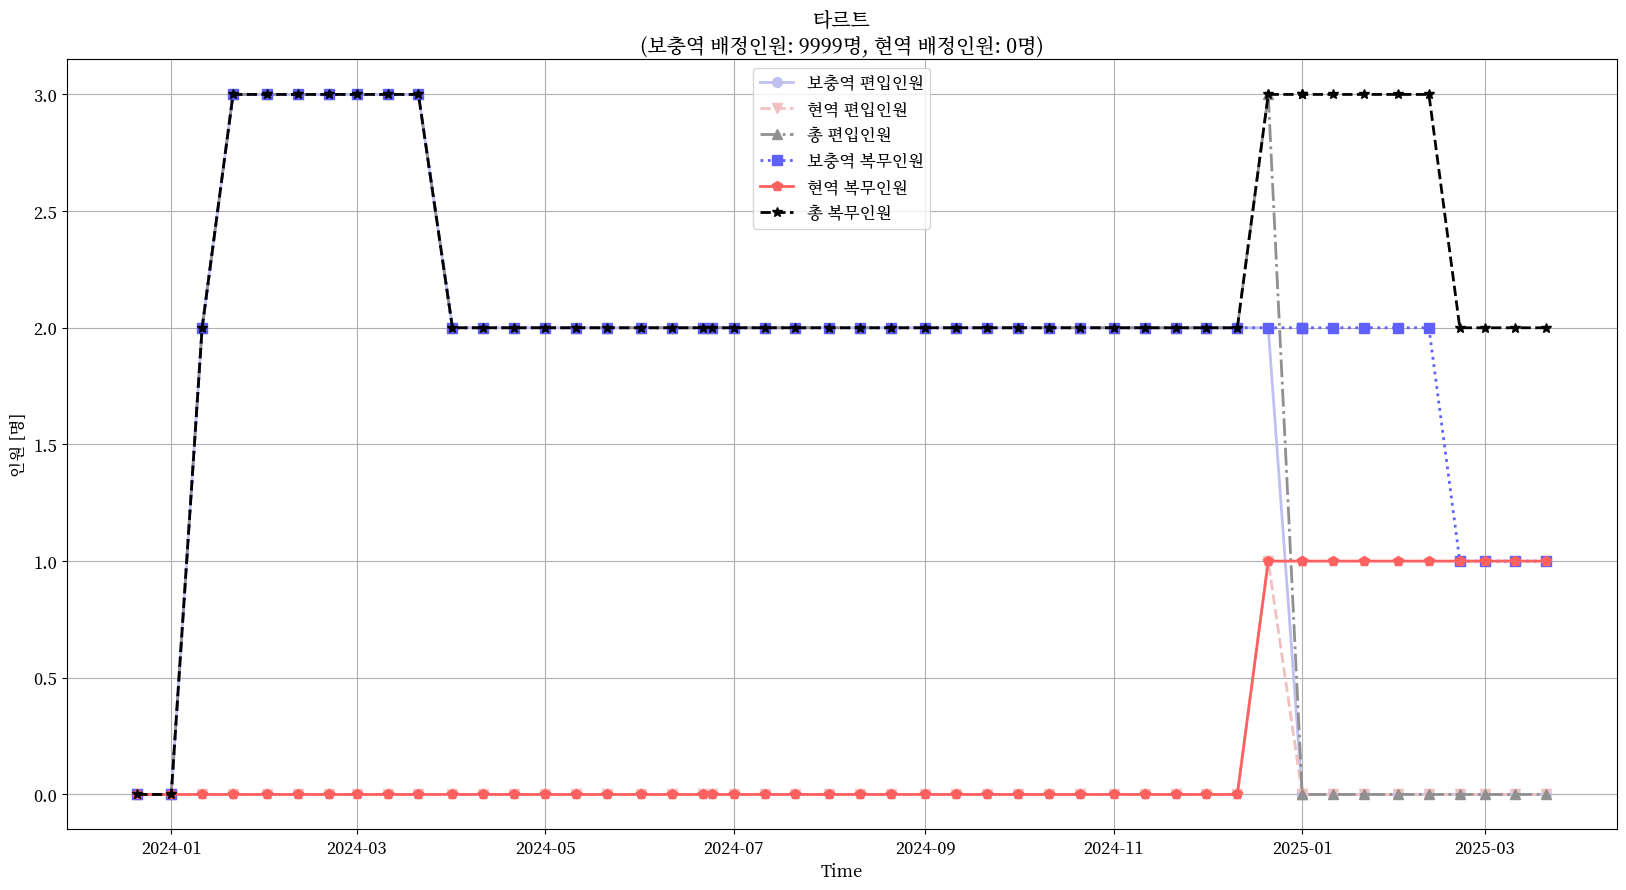 타르트
(보충역 배정인원: 9999명, 현역 배정인원: 0명)
보충역 편입인원
현역 편입인원
총 편입인원
보충역 복무인원
현역 복무인원
총 복무인원
인원 [명]
3.0
2.5
2.0
1.5
1.0
0.5
0.0
2024-01
2024-03
2024-05
2024-07
2024-09
2024-11
2025-01
2025-03
Time